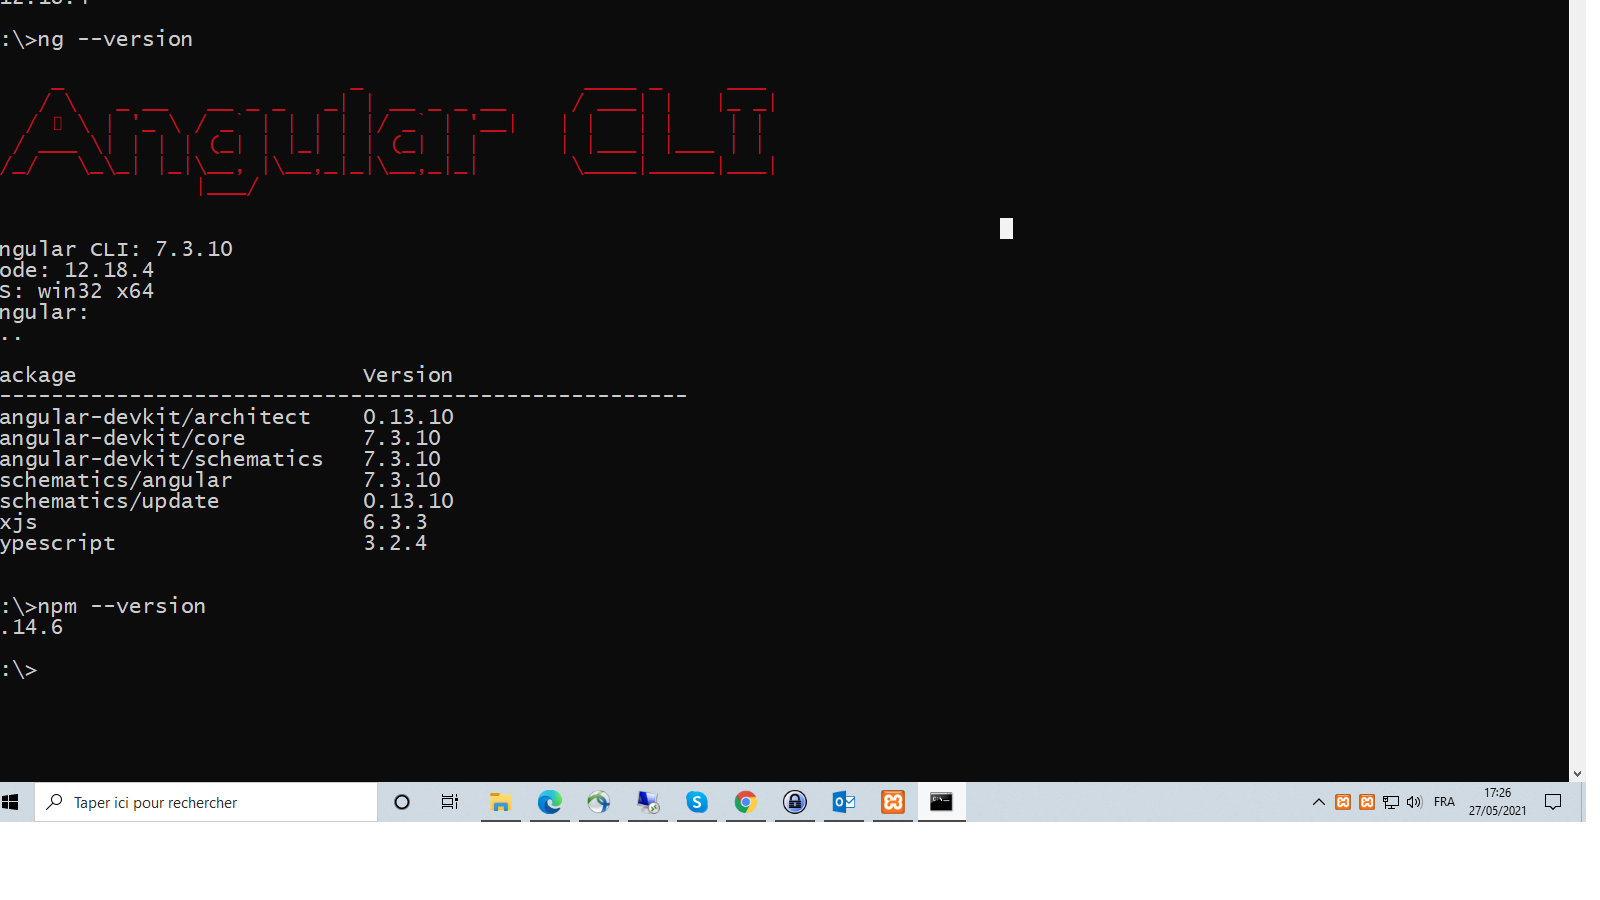 12.18.4
:\>ng --version
Angular CLI
ngular CLI: 7.3.10
ode: 12.18.4
S: win32 x64
ngular:
..
ackage Version
-----------------------------------------------------
angular-devkit/architect 0.13.10
angular-devkit/core 7.3.10
angular-devkit/schematics 7.3.10
schematics/angular 7.3.10
schematics/update 0.13.10
xjs 6.3.3
ypescript 3.2.4
:\>npm --version
.14.6
:\>
Taper ici pour rechercher
FRA
17:26
27/05/2021